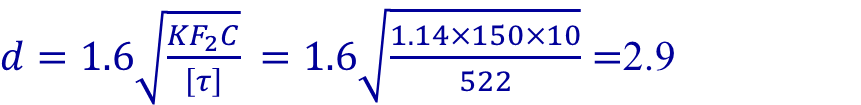 d = 1.6√(KF₂C/[τ]) = 1.6√(1.14×150×10/522) =2.9